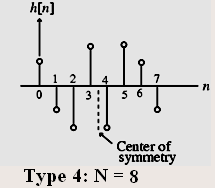 h[n]
1 2 4 5 7 n
0 3 6
Center of
symmetry
Type 4: N = 8